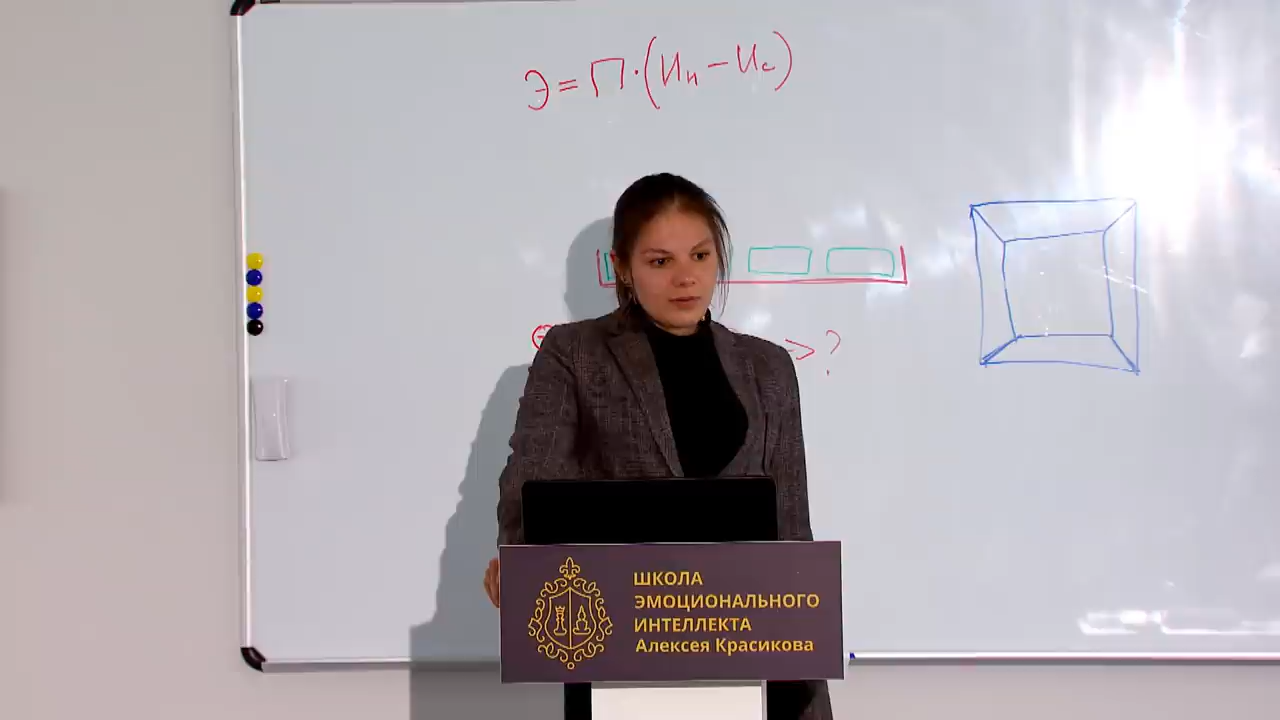 Э = П · (Ин - Ис)
> ?
ШКОЛА
ЭМОЦИОНАЛЬНОГО
ИНТЕЛЛЕКТА
Алексея Красикова